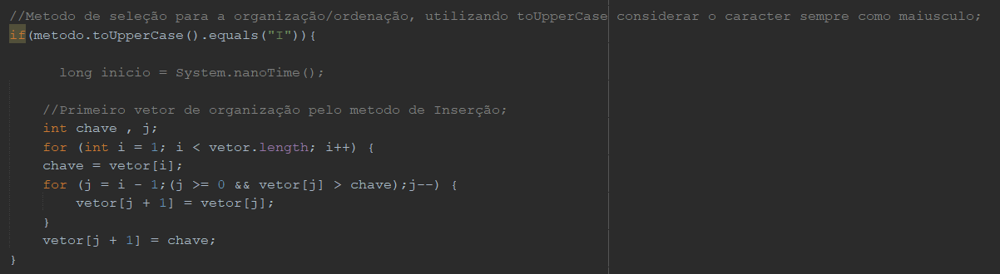 //Metodo de seleção para a organização/ordenação, utilizando toUpperCase considerar o caracter sempre como maiusculo;
if(metodo.toUpperCase().equals("I")){
long inicio = System.nanoTime();
//Primeiro vetor de organização pelo metodo de Inserção;
int chave , j;
for (int i = 1; i < vetor.length; i++) {
chave = vetor[i];
for (j = i - 1;(j >= 0 && vetor[j] > chave);j--) {
vetor[j + 1] = vetor[j];
}
vetor[j + 1] = chave;
}